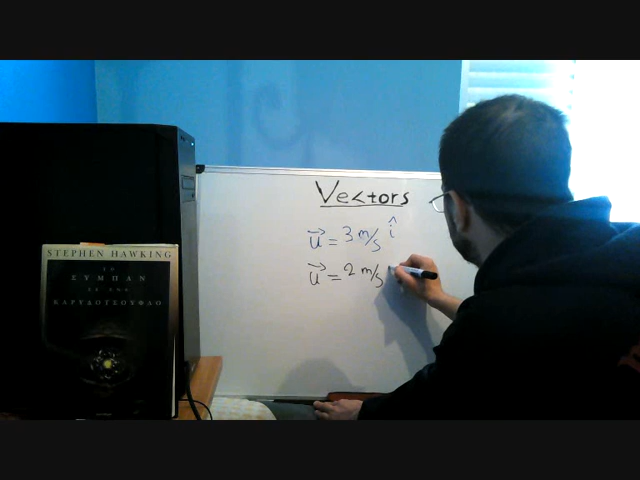 Vectors
u⃗ = 3 m/s î
u⃗ = 2 m/s
STEPHEN HAWKING
ΤΟ
ΣΥΜΠΑΝ
ΣΕ ΕΝΑ
ΚΑΡΥΔΟΤΣΟΥΦΛΟ